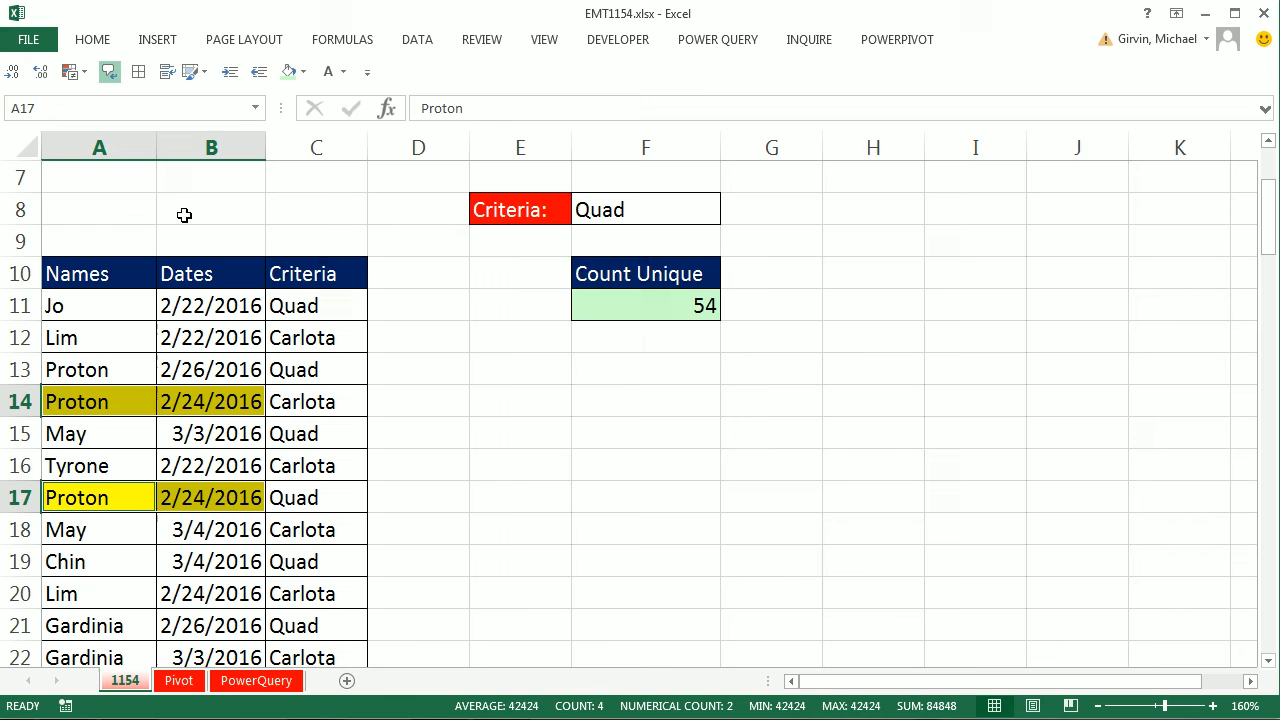 EMT1154.xlsx - Excel
FILE HOME INSERT PAGE LAYOUT FORMULAS DATA REVIEW VIEW DEVELOPER POWER QUERY INQUIRE POWERPIVOT Girvin, Michael
A17 fx Proton
A B C D E F G H I J K
7
8 Criteria: Quad
9
10 Names Dates Criteria Count Unique
11 Jo 2/22/2016 Quad 54
12 Lim 2/22/2016 Carlota
13 Proton 2/26/2016 Quad
14 Proton 2/24/2016 Carlota
15 May 3/3/2016 Quad
16 Tyrone 2/22/2016 Carlota
17 Proton 2/24/2016 Quad
18 May 3/4/2016 Carlota
19 Chin 3/4/2016 Quad
20 Lim 2/24/2016 Carlota
21 Gardinia 2/26/2016 Quad
22 Gardinia 3/3/2016 Carlota
1154 Pivot PowerQuery
READY AVERAGE: 42424 COUNT: 4 NUMERICAL COUNT: 2 MIN: 42424 MAX: 42424 SUM: 84848 160%